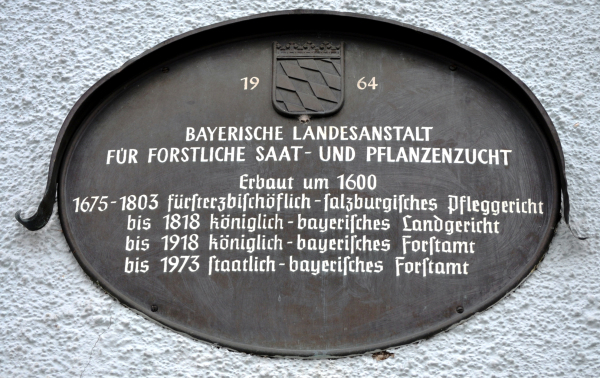 19 64
BAYERISCHE LANDESANSTALT
FÜR FORSTLICHE SAAT- UND PFLANZENZUCHT
Erbaut um 1600
1675-1803 fürſterzbiſchöflich-ſalzburgiſches Pfleggericht
bis 1818 königlich-bayeriſches Landgericht
bis 1918 königlich-bayeriſches Forſtamt
bis 1973 ſtaatlich-bayeriſches Forſtamt